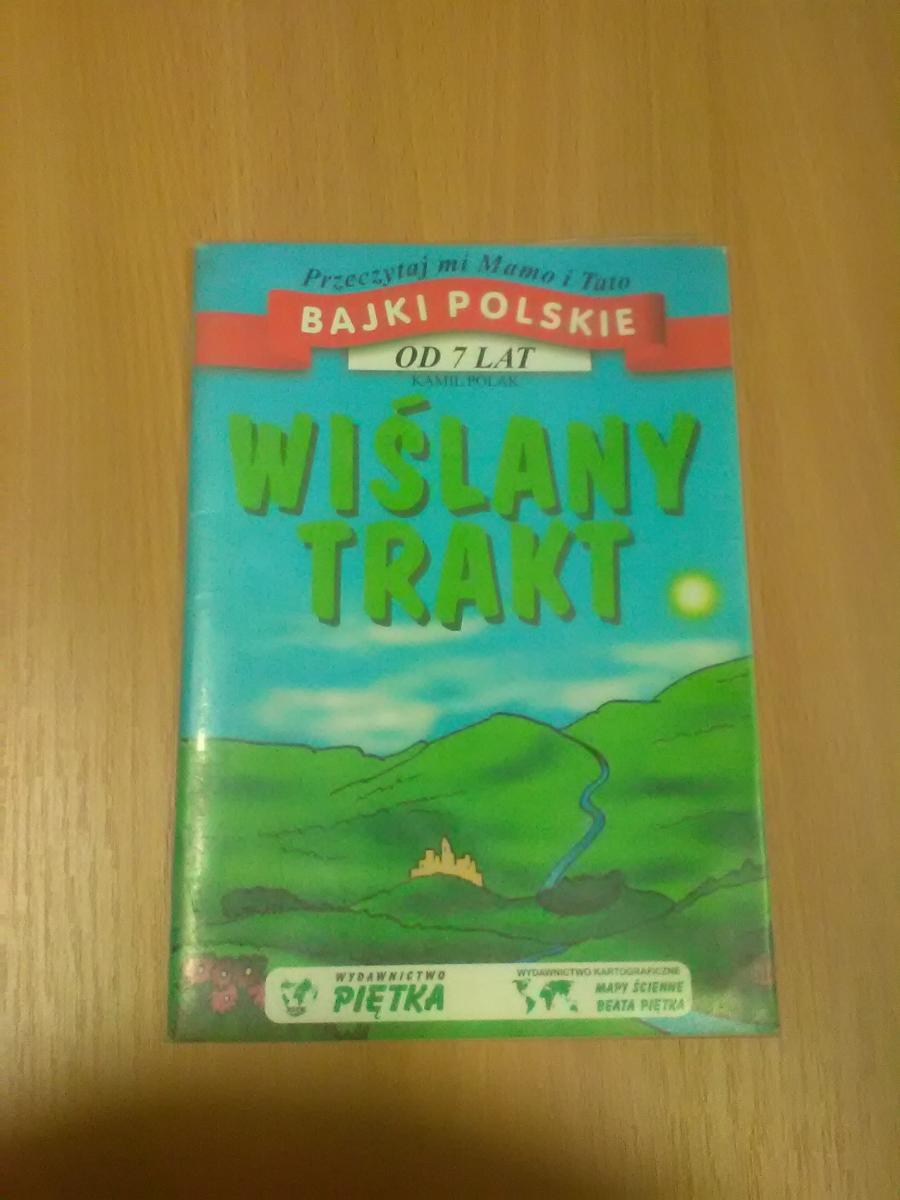 Przeczytaj mi Mamo i Tato
BAJKI POLSKIE
OD 7 LAT
KAMIL POLAK
WIŚLANY
TRAKT
WYDAWNICTWO
PIĘTKA
WYDAWNICTWO KARTOGRAFICZNE
MAPY ŚCIENNE
BEATA PIĘTKA